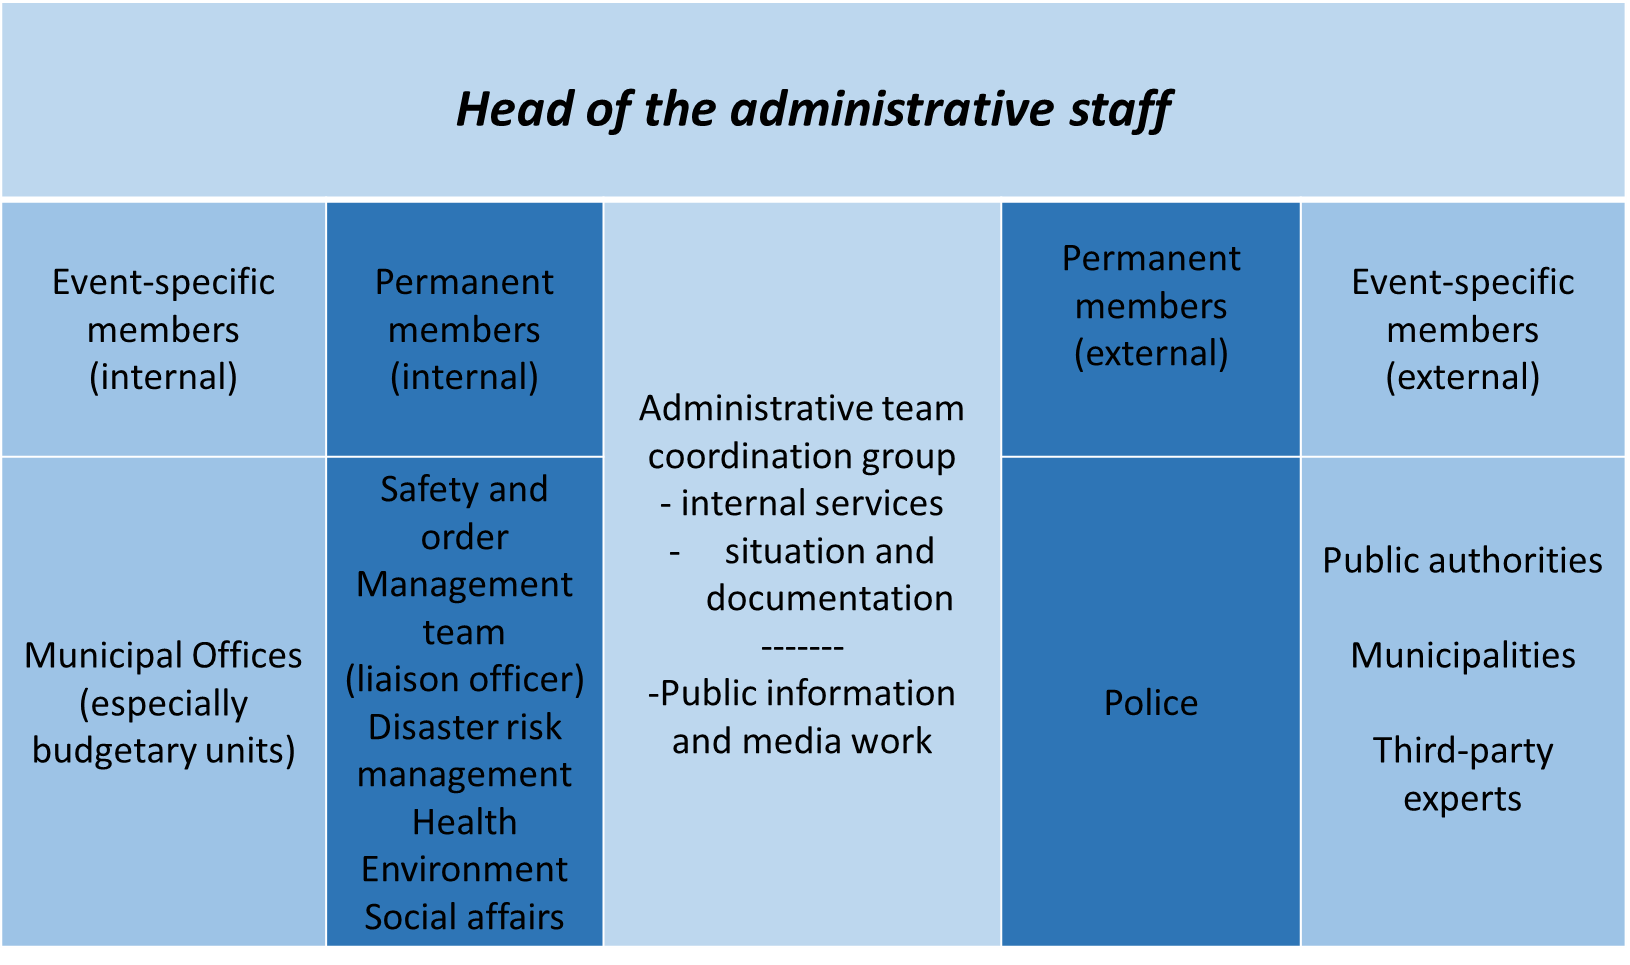 Head of the administrative staff
Event-specific
members
(internal)
Permanent
members
(internal)
Administrative team
coordination group
- internal services
- situation and
documentation
-------
-Public information
and media work
Permanent
members
(external)
Event-specific
members
(external)
Municipal Offices
(especially
budgetary units)
Safety and
order
Management
team
(liaison officer)
Disaster risk
management
Health
Environment
Social affairs
Police
Public authorities
Municipalities
Third-party
experts